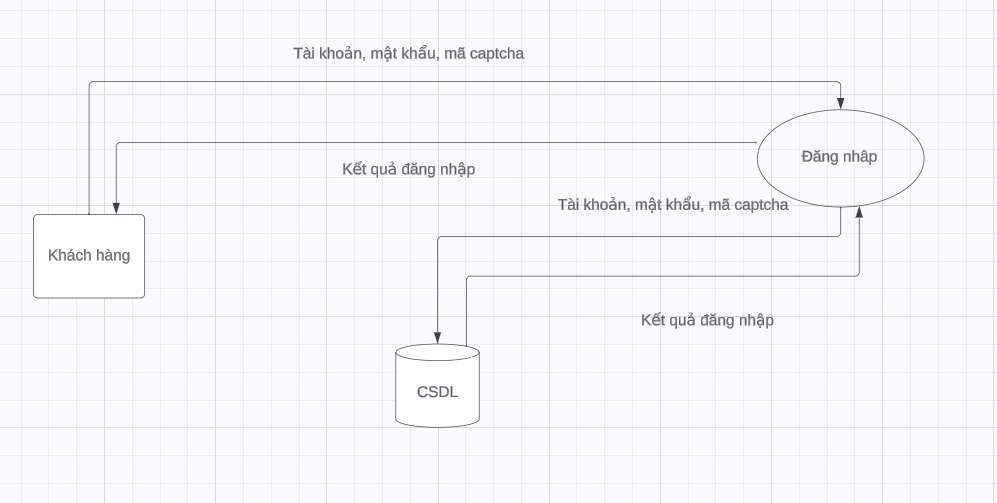 Tài khoản, mật khẩu, mã captcha
Đăng nhâp
Kết quả đăng nhập
Tài khoản, mật khẩu, mã captcha
Khách hàng
Kết quả đăng nhập
CSDL